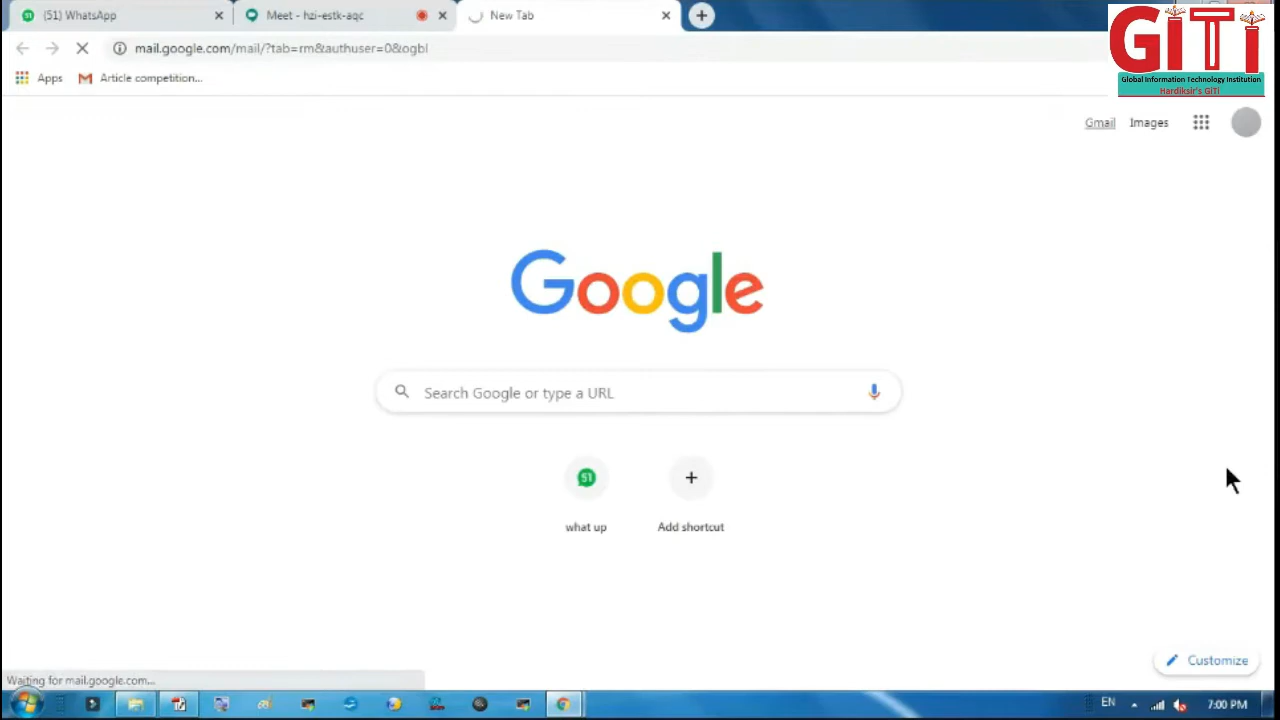 (51) WhatsApp
Meet - hzi-estk-aqc
New Tab
mail.google.com/mail/?tab=rm&authuser=0&ogbl
Apps
Article competition...
GiTi
Global Information Technology Institution
Hardiksir's GiTi
Gmail
Images
Google
Search Google or type a URL
51
what up
Add shortcut
Customize
Waiting for mail.google.com...
EN
7:00 PM